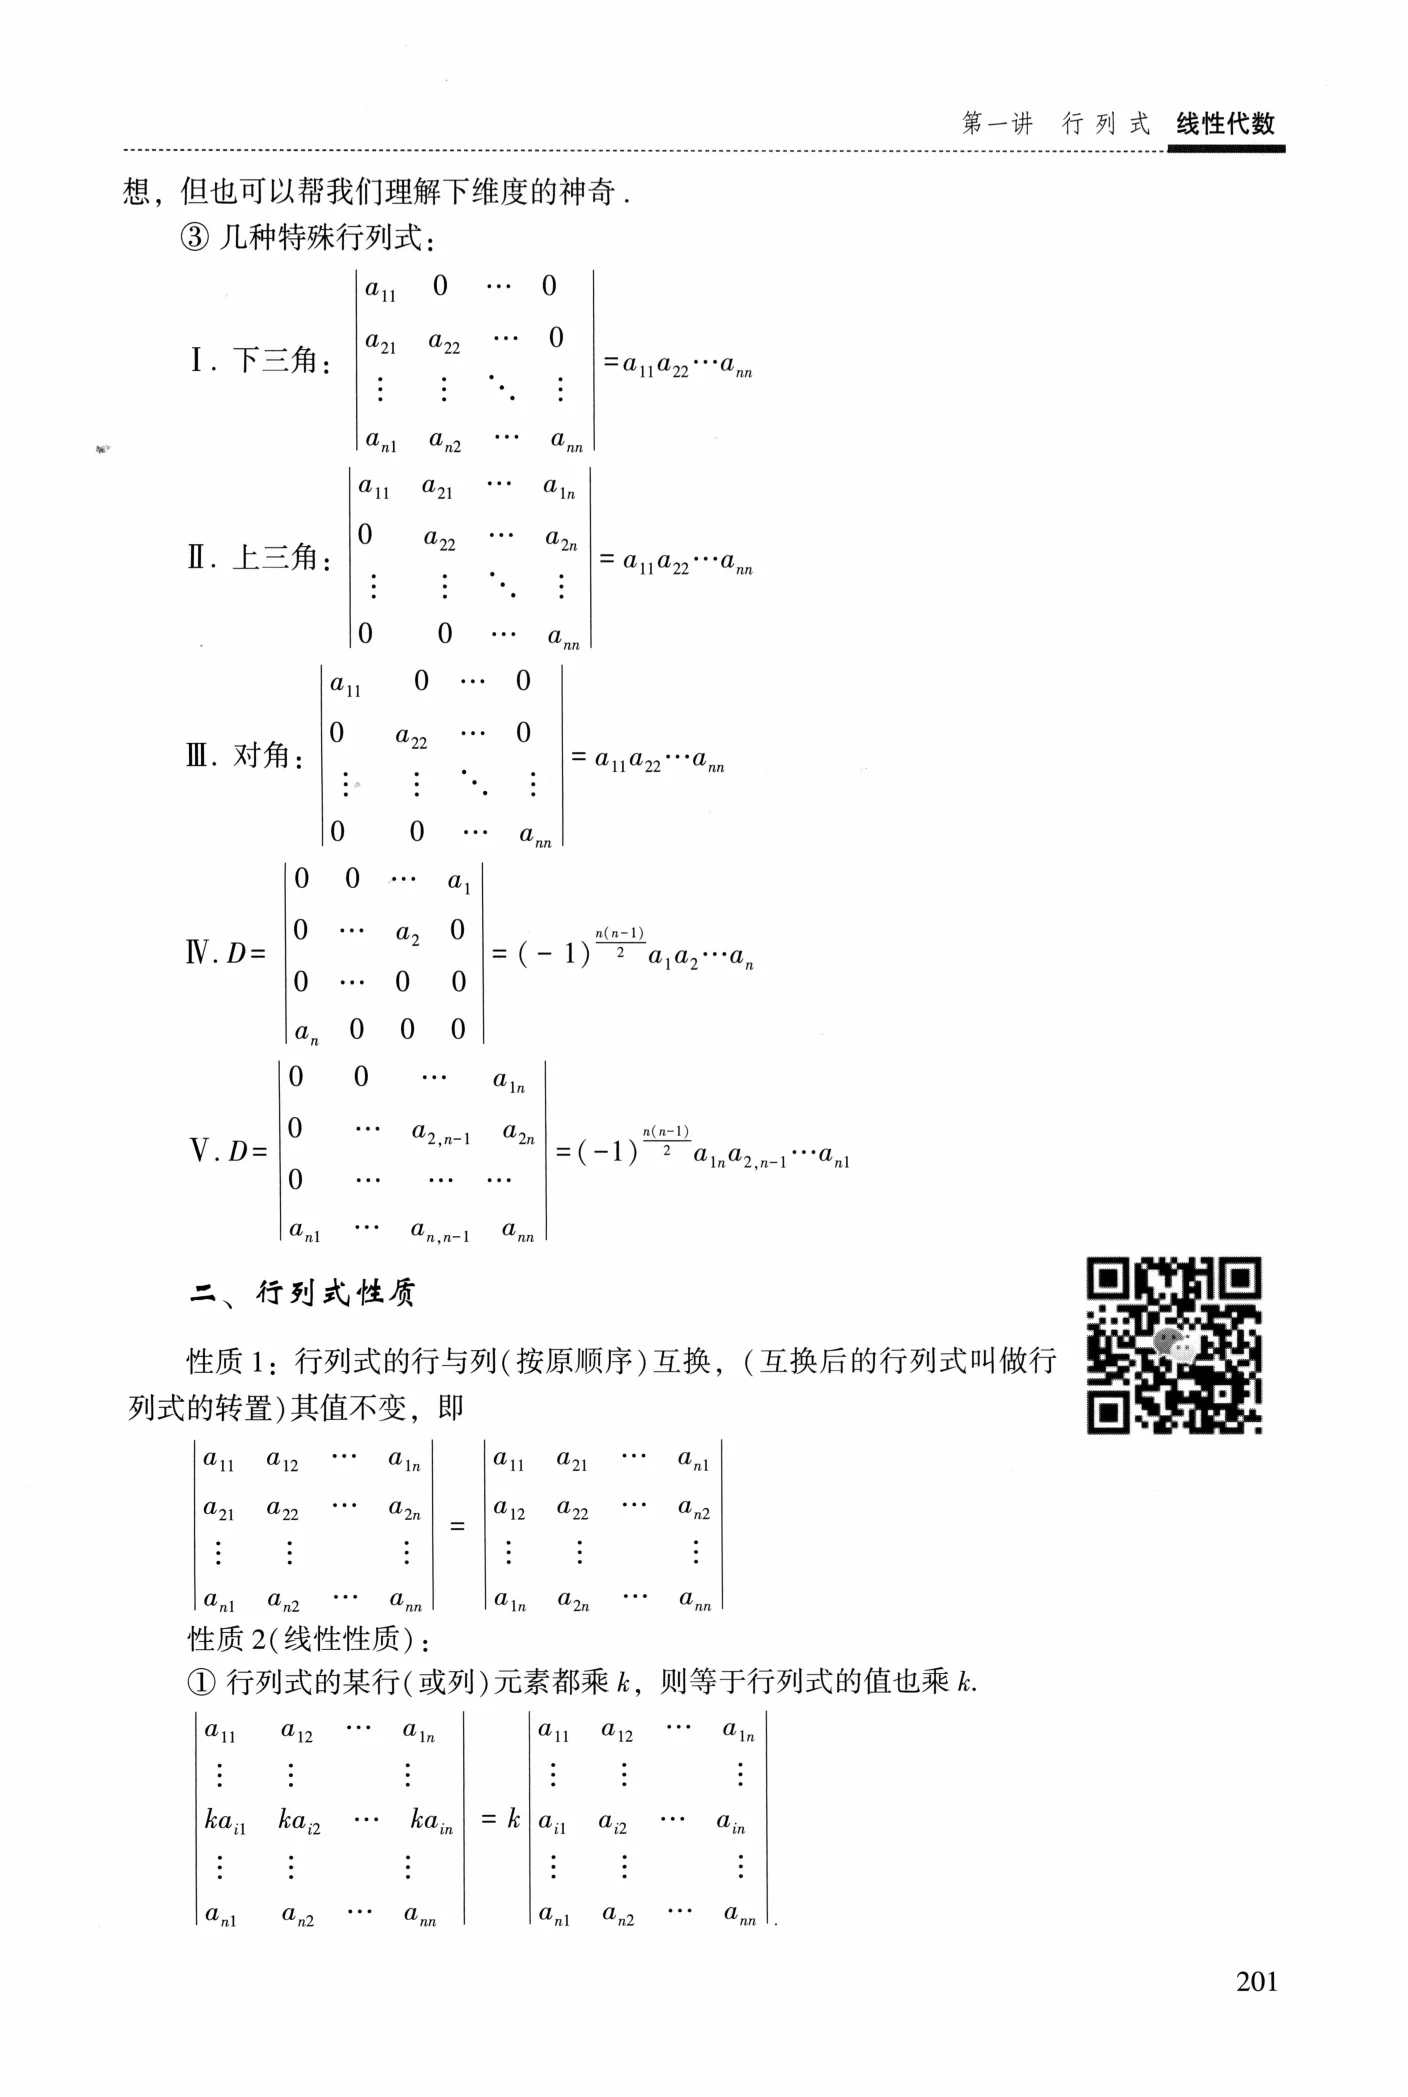 第一讲 行列式 线性代数
想，但也可以帮我们理解下维度的神奇．
③ 几种特殊行列式：
Ⅰ. 下三角：$\begin{vmatrix} a_{11} & 0 & \cdots & 0 \\ a_{21} & a_{22} & \cdots & 0 \\ \vdots & \vdots & \ddots & \vdots \\ a_{n1} & a_{n2} & \cdots & a_{nn} \end{vmatrix} = a_{11}a_{22}\cdots a_{nn}$
Ⅱ. 上三角：$\begin{vmatrix} a_{11} & a_{21} & \cdots & a_{1n} \\ 0 & a_{22} & \cdots & a_{2n} \\ \vdots & \vdots & \ddots & \vdots \\ 0 & 0 & \cdots & a_{nn} \end{vmatrix} = a_{11}a_{22}\cdots a_{nn}$
Ⅲ. 对角：$\begin{vmatrix} a_{11} & 0 & \cdots & 0 \\ 0 & a_{22} & \cdots & 0 \\ \vdots & \vdots & \ddots & \vdots \\ 0 & 0 & \cdots & a_{nn} \end{vmatrix} = a_{11}a_{22}\cdots a_{nn}$
Ⅳ. $D = \begin{vmatrix} 0 & 0 & \cdots & a_1 \\ 0 & \cdots & a_2 & 0 \\ 0 & \cdots & 0 & 0 \\ a_n & 0 & 0 & 0 \end{vmatrix} = (-1)^{\frac{n(n-1)}{2}} a_1a_2\cdots a_n$
Ⅴ. $D = \begin{vmatrix} 0 & 0 & \cdots & a_{1n} \\ 0 & \cdots & a_{2,n-1} & a_{2n} \\ 0 & \cdots & \cdots & \cdots \\ a_{n1} & \cdots & a_{n,n-1} & a_{nn} \end{vmatrix} = (-1)^{\frac{n(n-1)}{2}} a_{1n}a_{2,n-1}\cdots a_{n1}$
二、行列式性质
性质 1：行列式的行与列(按原顺序)互换，(互换后的行列式叫做行
列式的转置)其值不变，即
$\begin{vmatrix} a_{11} & a_{12} & \cdots & a_{1n} \\ a_{21} & a_{22} & \cdots & a_{2n} \\ \vdots & \vdots & & \vdots \\ a_{n1} & a_{n2} & \cdots & a_{nn} \end{vmatrix} = \begin{vmatrix} a_{11} & a_{21} & \cdots & a_{n1} \\ a_{12} & a_{22} & \cdots & a_{n2} \\ \vdots & \vdots & & \vdots \\ a_{1n} & a_{2n} & \cdots & a_{nn} \end{vmatrix}$
性质 2(线性性质)：
① 行列式的某行(或列)元素都乘 k，则等于行列式的值也乘 k.
$\begin{vmatrix} a_{11} & a_{12} & \cdots & a_{1n} \\ \vdots & \vdots & & \vdots \\ ka_{i1} & ka_{i2} & \cdots & ka_{in} \\ \vdots & \vdots & & \vdots \\ a_{n1} & a_{n2} & \cdots & a_{nn} \end{vmatrix} = k \begin{vmatrix} a_{11} & a_{12} & \cdots & a_{1n} \\ \vdots & \vdots & & \vdots \\ a_{i1} & a_{i2} & \cdots & a_{in} \\ \vdots & \vdots & & \vdots \\ a_{n1} & a_{n2} & \cdots & a_{nn} \end{vmatrix}.$
201